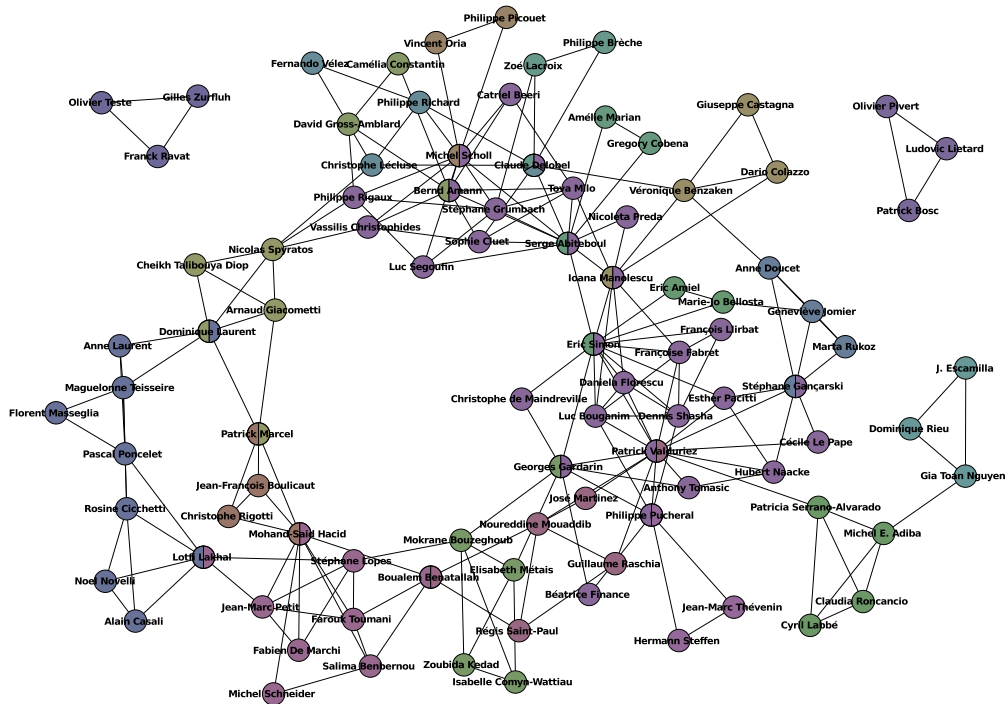 Philippe Picouet
Vincent Oria
Philippe Brèche
Fernando Vélez
Camélia Constantin
Zoé Lacroix
Olivier Teste
Gilles Zurfluh
Philippe Richard
Catriel Beeri
Giuseppe Castagna
Olivier Pivert
David Gross-Amblard
Amélie Marian
Gregory Cobena
Ludovic Lietard
Franck Ravat
Christophe Lécluse
Michel Scholl
Claude Delobel
Dario Colazzo
Philippe Rigaux
Bernd Amann
Tova Milo
Véronique Benzaken
Patrick Bosc
Stéphane Grumbach
Nicoleta Preda
Vassilis Christophides
Sophie Cluet
Serge Abiteboul
Nicolas Spyratos
Cheikh Talibouya Diop
Luc Segoufin
Ioana Manolescu
Anne Doucet
Eric Amiel
Marie-Jo Bellosta
Arnaud Giacometti
Geneviève Jomier
Dominique Laurent
François Llirbat
Anne Laurent
Eric Simon
Françoise Fabret
Marta Rukoz
J. Escamilla
Maguelonne Teisseire
Daniela Florescu
Stéphane Gançarski
Christophe de Maindreville
Esther Pacitti
Florent Masseglia
Luc Bouganim
Dennis Shasha
Dominique Rieu
Patrick Marcel
Cécile Le Pape
Pascal Poncelet
Patrick Valduriez
Georges Gardarin
Hubert Naacke
Gia Toan Nguyen
Jean-François Boulicaut
Anthony Tomasic
José Martinez
Rosine Cicchetti
Christophe Rigotti
Patricia Serrano-Alvarado
Philippe Pucheral
Noureddine Mouaddib
Mohand-Said Hacid
Mokrane Bouzeghoub
Michel E. Adiba
Lotfi Lakhal
Stéphane Lopes
Guillaume Raschia
Elisabeth Métais
Noel Novelli
Boualem Benatallah
Béatrice Finance
Claudia Roncancio
Jean-Marc Petit
Jean-Marc Thévenin
Alain Casali
Farouk Toumani
Cyril Labbé
Régis Saint-Paul
Hermann Steffen
Fabien De Marchi
Salima Benbernou
Zoubida Kedad
Isabelle Comyn-Wattiau
Michel Schneider